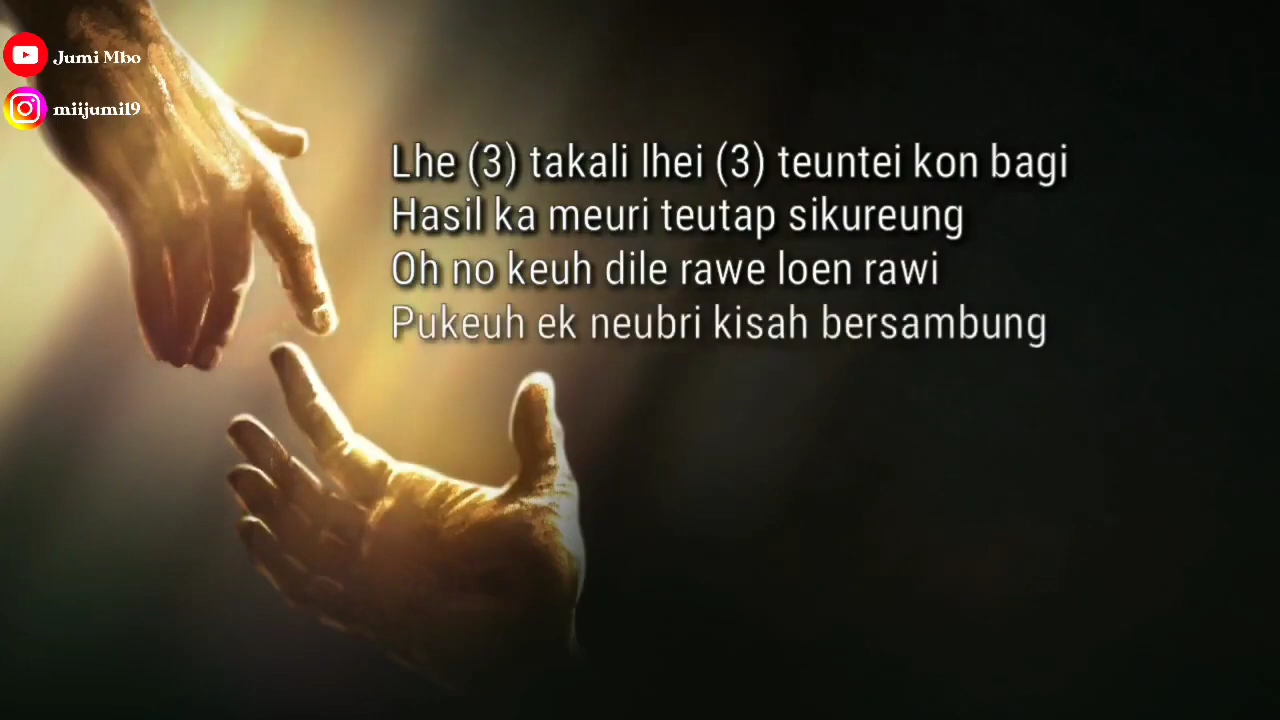 Jumi Mbo
miijumi19
Lhe (3) takali lhei (3) teuntei kon bagi
Hasil ka meuri teutap sikureung
Oh no keuh dile rawe loen rawi
Pukeuh ek neubri kisah bersambung